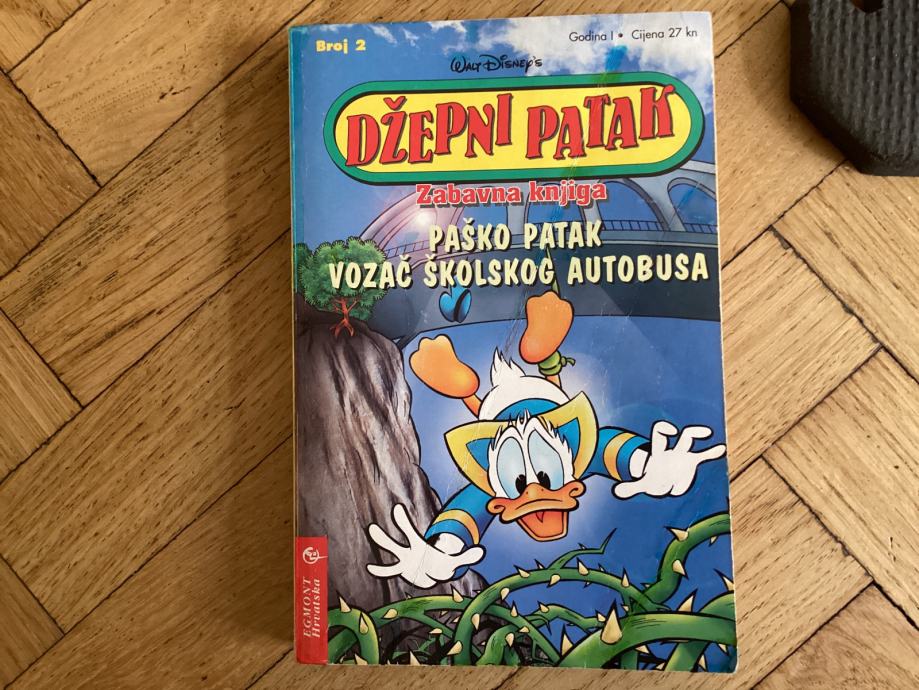 Broj 2
Godina I • Cijena 27 kn
Walt Disney's
DŽEPNI PATAK
Zabavna knjiga
PAŠKO PATAK
VOZAČ ŠKOLSKOG AUTOBUSA
EGMONT
Hrvatska